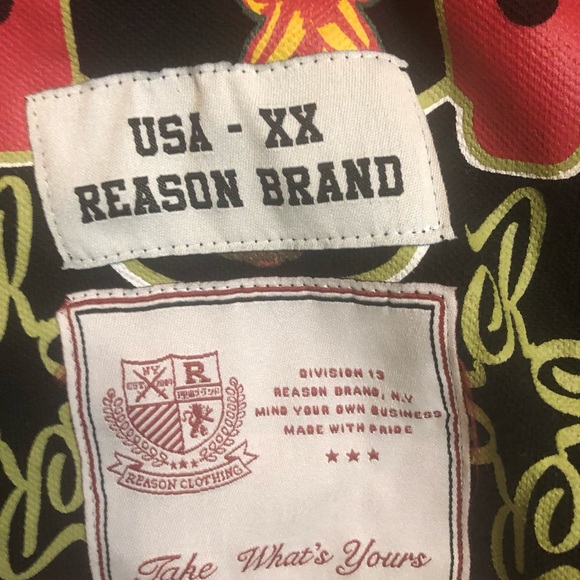 USA - XX
REASON BRAND
N.Y.
R
EST
REASON CLOTHING
DIVISION 13
REASON BRAND, N.Y
MIND YOUR OWN BUSINESS
MADE WITH PRIDE
Take What's Yours